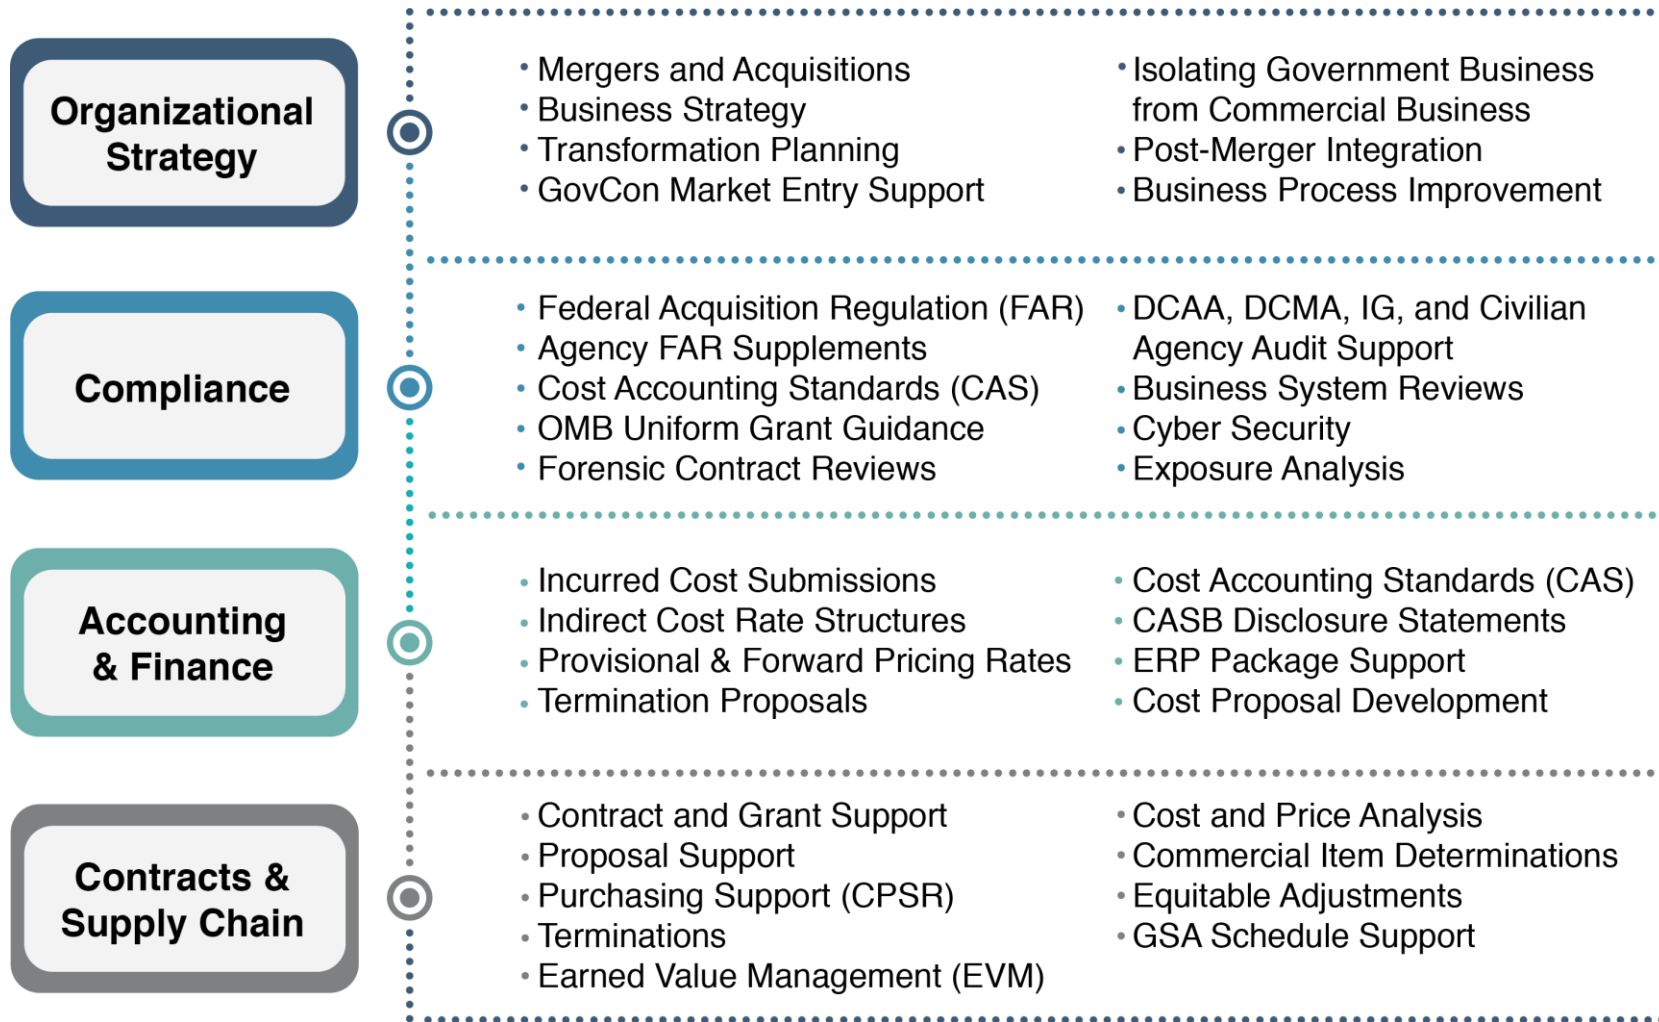 Organizational
Strategy
• Mergers and Acquisitions
• Business Strategy
• Transformation Planning
• GovCon Market Entry Support
• Isolating Government Business
from Commercial Business
• Post-Merger Integration
• Business Process Improvement
Compliance
• Federal Acquisition Regulation (FAR)
• Agency FAR Supplements
• Cost Accounting Standards (CAS)
• OMB Uniform Grant Guidance
• Forensic Contract Reviews
• DCAA, DCMA, IG, and Civilian
Agency Audit Support
• Business System Reviews
• Cyber Security
• Exposure Analysis
Accounting
& Finance
• Incurred Cost Submissions
• Indirect Cost Rate Structures
• Provisional & Forward Pricing Rates
• Termination Proposals
• Cost Accounting Standards (CAS)
• CASB Disclosure Statements
• ERP Package Support
• Cost Proposal Development
Contracts &
Supply Chain
• Contract and Grant Support
• Proposal Support
• Purchasing Support (CPSR)
• Terminations
• Earned Value Management (EVM)
• Cost and Price Analysis
• Commercial Item Determinations
• Equitable Adjustments
• GSA Schedule Support